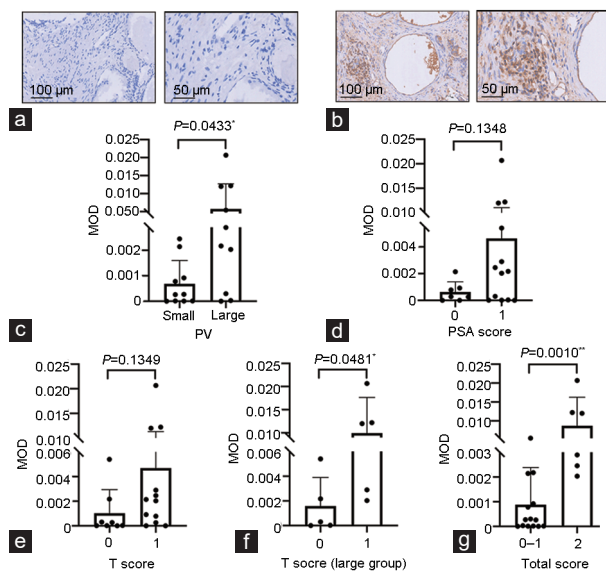 100 µm
50 µm
100 µm
50 µm
a
b
P=0.0433*
0.025
0.020
0.015
0.010
0.050
0.002
0.001
0
MOD
Small
Large
PV
c
P=0.1348
0.025
0.020
0.015
0.010
0.004
0.002
0
MOD
0
1
PSA score
d
P=0.1349
0.025
0.020
0.015
0.010
0.006
0.004
0.002
0
MOD
0
1
T score
e
P=0.0481*
0.025
0.020
0.015
0.010
0.006
0.004
0.002
0
MOD
0
1
T socre (large group)
f
P=0.0010**
0.025
0.020
0.015
0.010
0.005
0.003
0.002
0.001
0
MOD
0–1
2
Total score
g